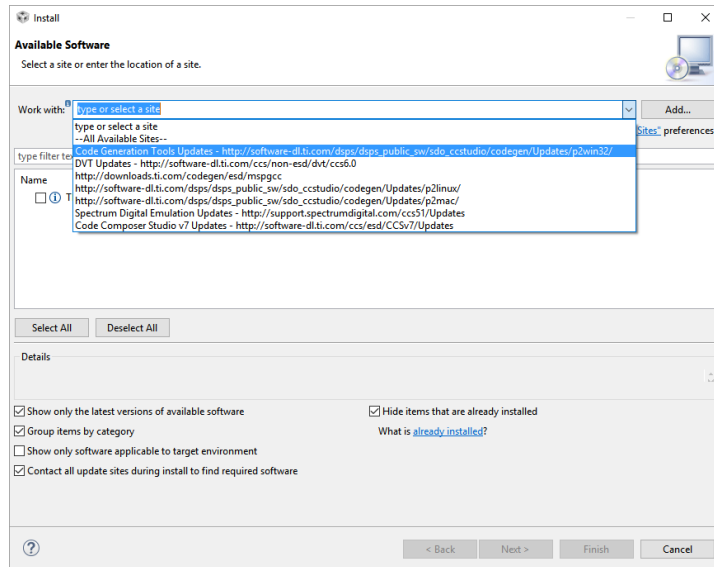 Install
Available Software
Select a site or enter the location of a site.
Work with: type or select a site
Add...
type or select a site
--All Available Sites--
Code Generation Tools Updates - http://software-dl.ti.com/dsps/dsps_public_sw/sdo_ccstudio/codegen/Updates/p2win32/
DVT Updates - http://software-dl.ti.com/ccs/non-esd/dvt/ccs6.0
http://downloads.ti.com/codegen/esd/mspgcc
http://software-dl.ti.com/dsps/dsps_public_sw/sdo_ccstudio/codegen/Updates/p2linux/
http://software-dl.ti.com/dsps/dsps_public_sw/sdo_ccstudio/codegen/Updates/p2mac/
Spectrum Digital Emulation Updates - http://support.spectrumdigital.com/ccs51/Updates
Code Composer Studio v7 Updates - http://software-dl.ti.com/ccs/esd/CCSv7/Updates
Sites" preferences
type filter te
Name
T
Select All
Deselect All
Details
Show only the latest versions of available software
Hide items that are already installed
Group items by category
What is already installed?
Show only software applicable to target environment
Contact all update sites during install to find required software
?
< Back
Next >
Finish
Cancel